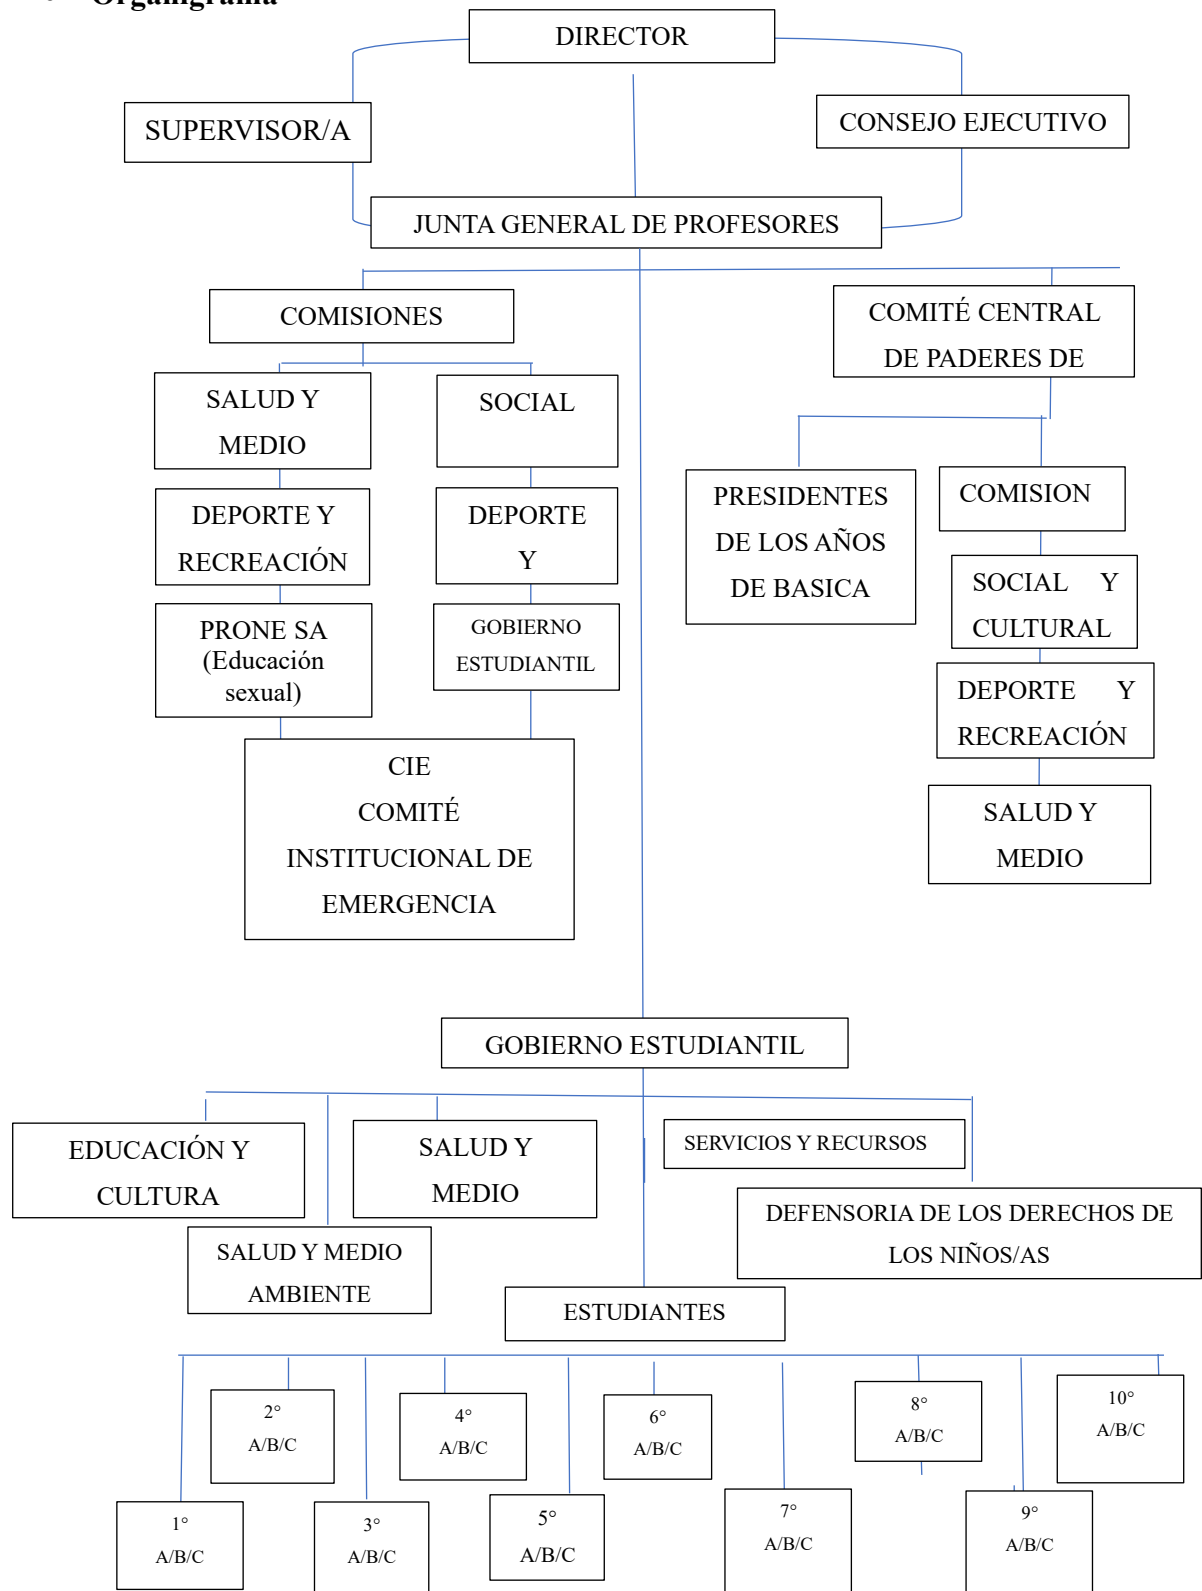 Organigrama
DIRECTOR
SUPERVISOR/A
CONSEJO EJECUTIVO
JUNTA GENERAL DE PROFESORES
COMISIONES
COMITÉ CENTRAL
DE PADERES DE
SALUD Y
MEDIO
SOCIAL
DEPORTE Y
RECREACIÓN
DEPORTE
Y
PRONE SA
(Educación
sexual)
GOBIERNO
ESTUDIANTIL
CIE
COMITÉ
INSTITUCIONAL DE
EMERGENCIA
PRESIDENTES
DE LOS AÑOS
DE BASICA
COMISION
SOCIAL Y
CULTURAL
DEPORTE Y
RECREACIÓN
SALUD Y
MEDIO
GOBIERNO ESTUDIANTIL
EDUCACIÓN Y
CULTURA
SALUD Y MEDIO
AMBIENTE
SALUD Y
MEDIO
SERVICIOS Y RECURSOS
DEFENSORIA DE LOS DERECHOS DE
LOS NIÑOS/AS
ESTUDIANTES
1°
A/B/C
2°
A/B/C
3°
A/B/C
4°
A/B/C
5°
A/B/C
6°
A/B/C
7°
A/B/C
8°
A/B/C
9°
A/B/C
10°
A/B/C